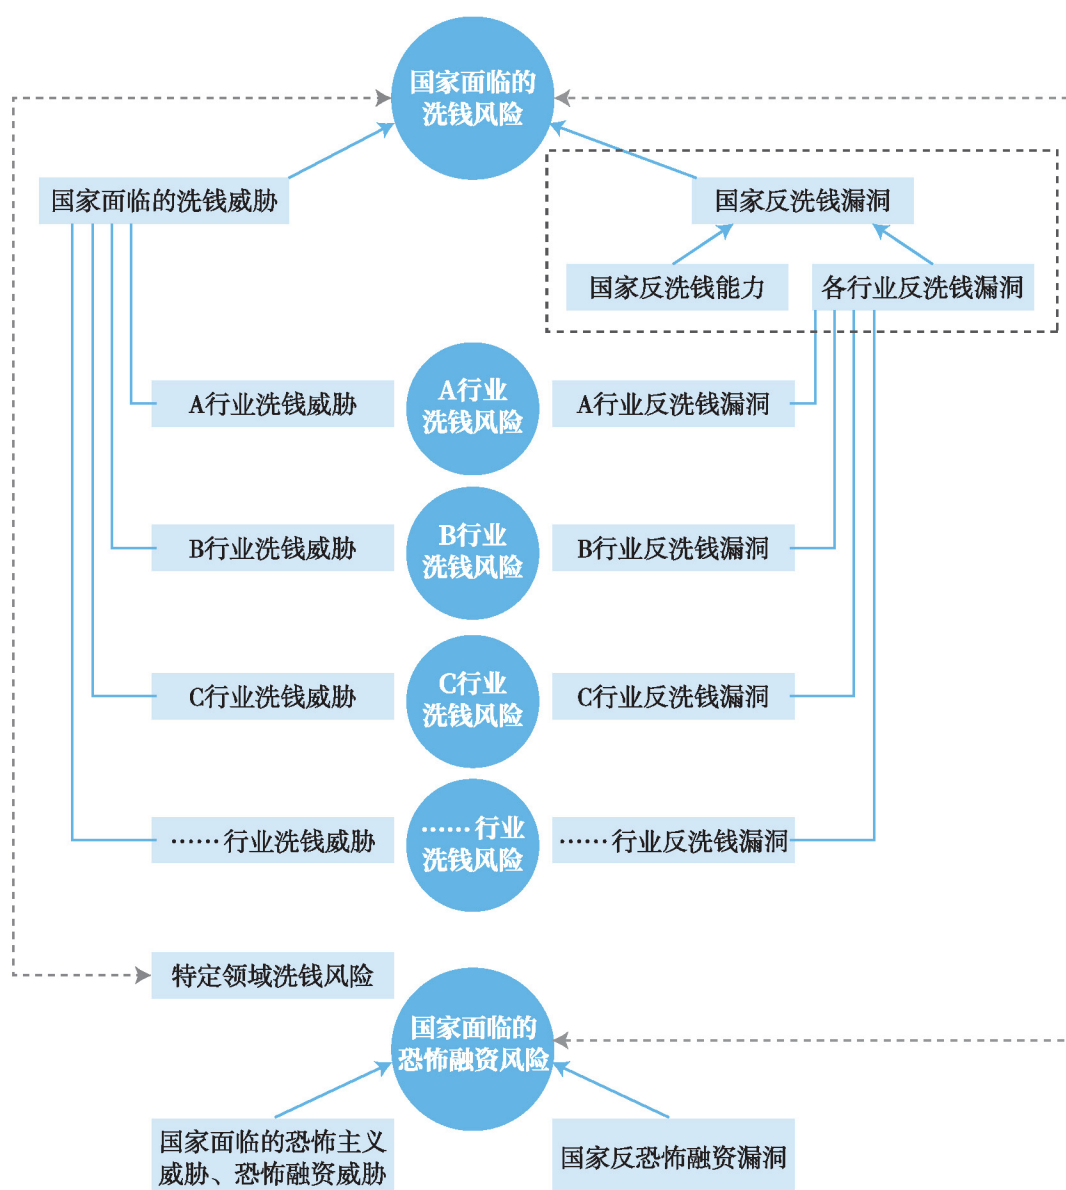 国家面临的
洗钱风险
国家面临的洗钱威胁
国家反洗钱漏洞
国家反洗钱能力
各行业反洗钱漏洞
A行业洗钱威胁
A行业
洗钱风险
A行业反洗钱漏洞
B行业洗钱威胁
B行业
洗钱风险
B行业反洗钱漏洞
C行业洗钱威胁
C行业
洗钱风险
C行业反洗钱漏洞
……行业洗钱威胁
……行业
洗钱风险
……行业反洗钱漏洞
特定领域洗钱风险
国家面临的
恐怖融资风险
国家面临的恐怖主义
威胁、恐怖融资威胁
国家反恐怖融资漏洞